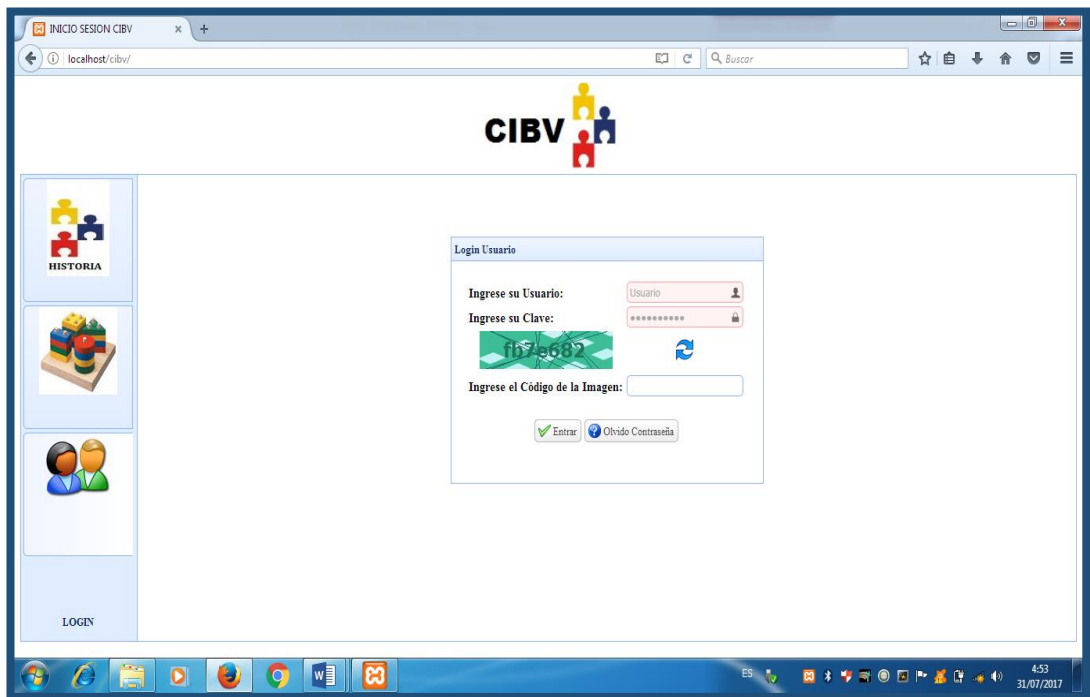 INICIO SESION CIBV
localhost/cibv/
Buscar
CIBV
HISTORIA
Login Usuario
Ingrese su Usuario:
Usuario
Ingrese su Clave:
fb7e682
Ingrese el Código de la Imagen:
Entrar
Olvido Contraseña
LOGIN
ES
4:53
31/07/2017